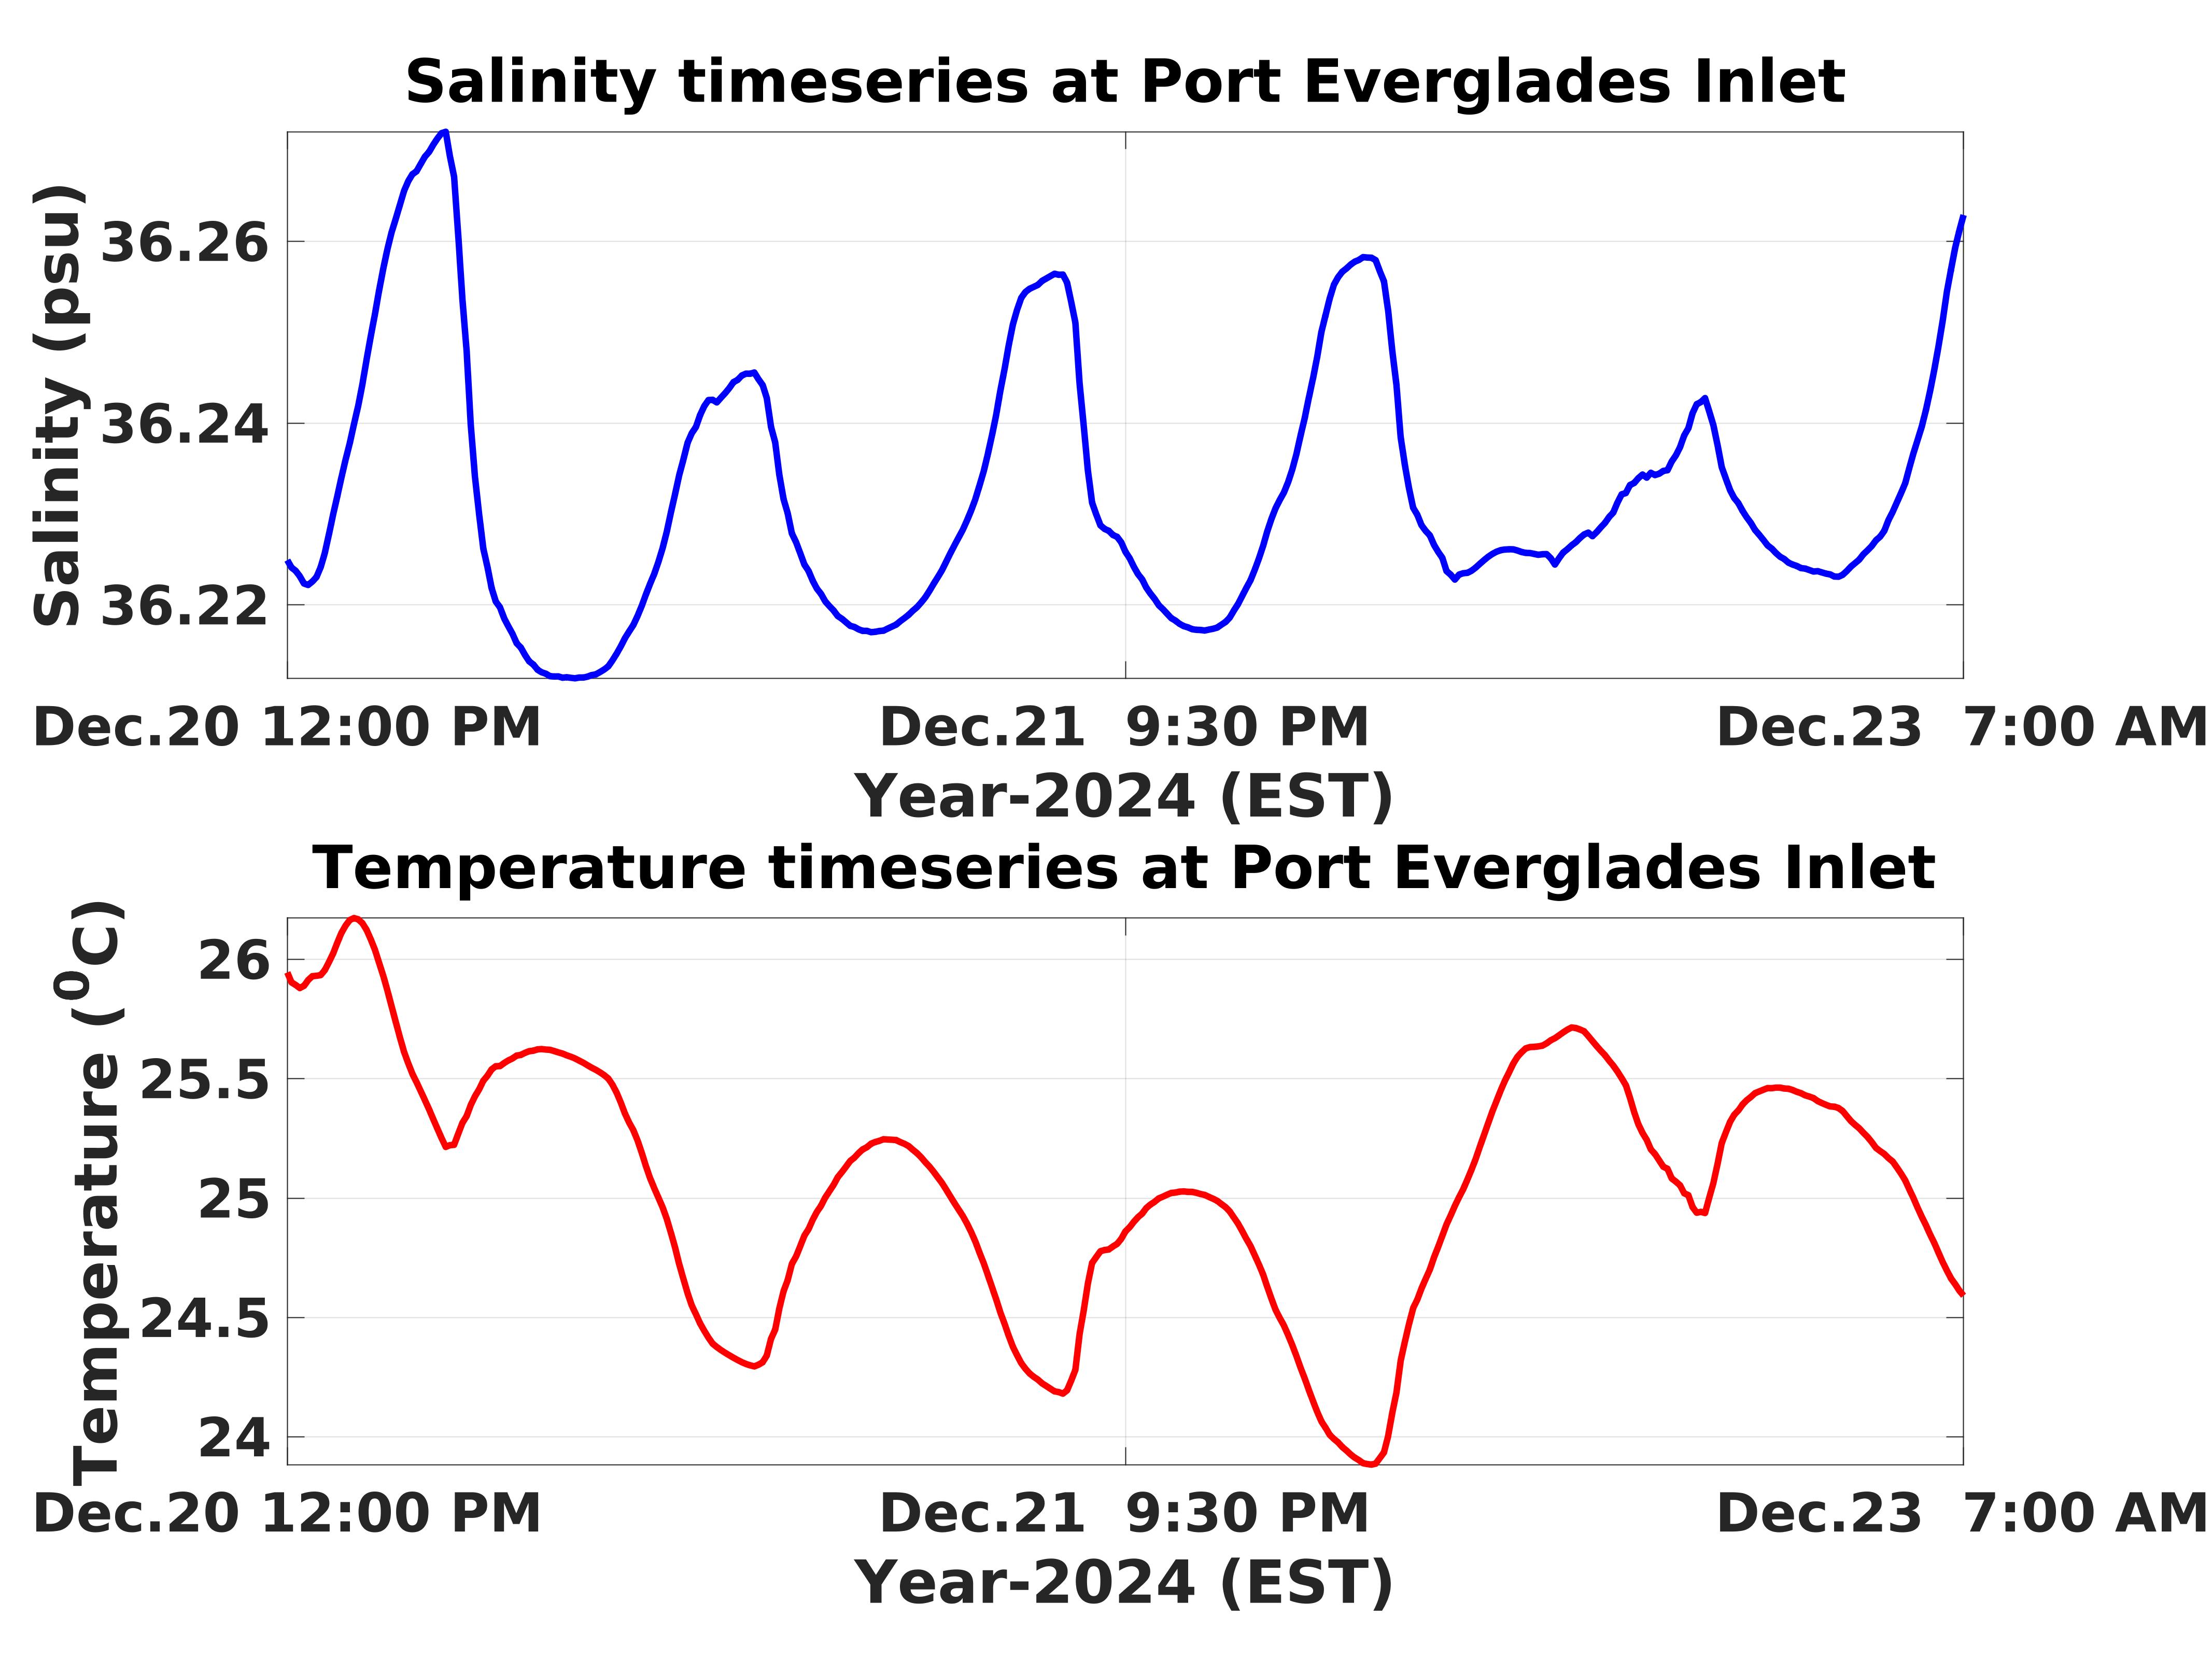 Salinity timeseries at Port Everglades Inlet
Salinity (psu)
36.26
36.24
36.22
Dec.20 12:00 PM Dec.21 9:30 PM Dec.23 7:00 AM
Year-2024 (EST)
Temperature timeseries at Port Everglades Inlet
Temperature (⁰C)
26
25.5
25
24.5
24
Dec.20 12:00 PM Dec.21 9:30 PM Dec.23 7:00 AM
Year-2024 (EST)